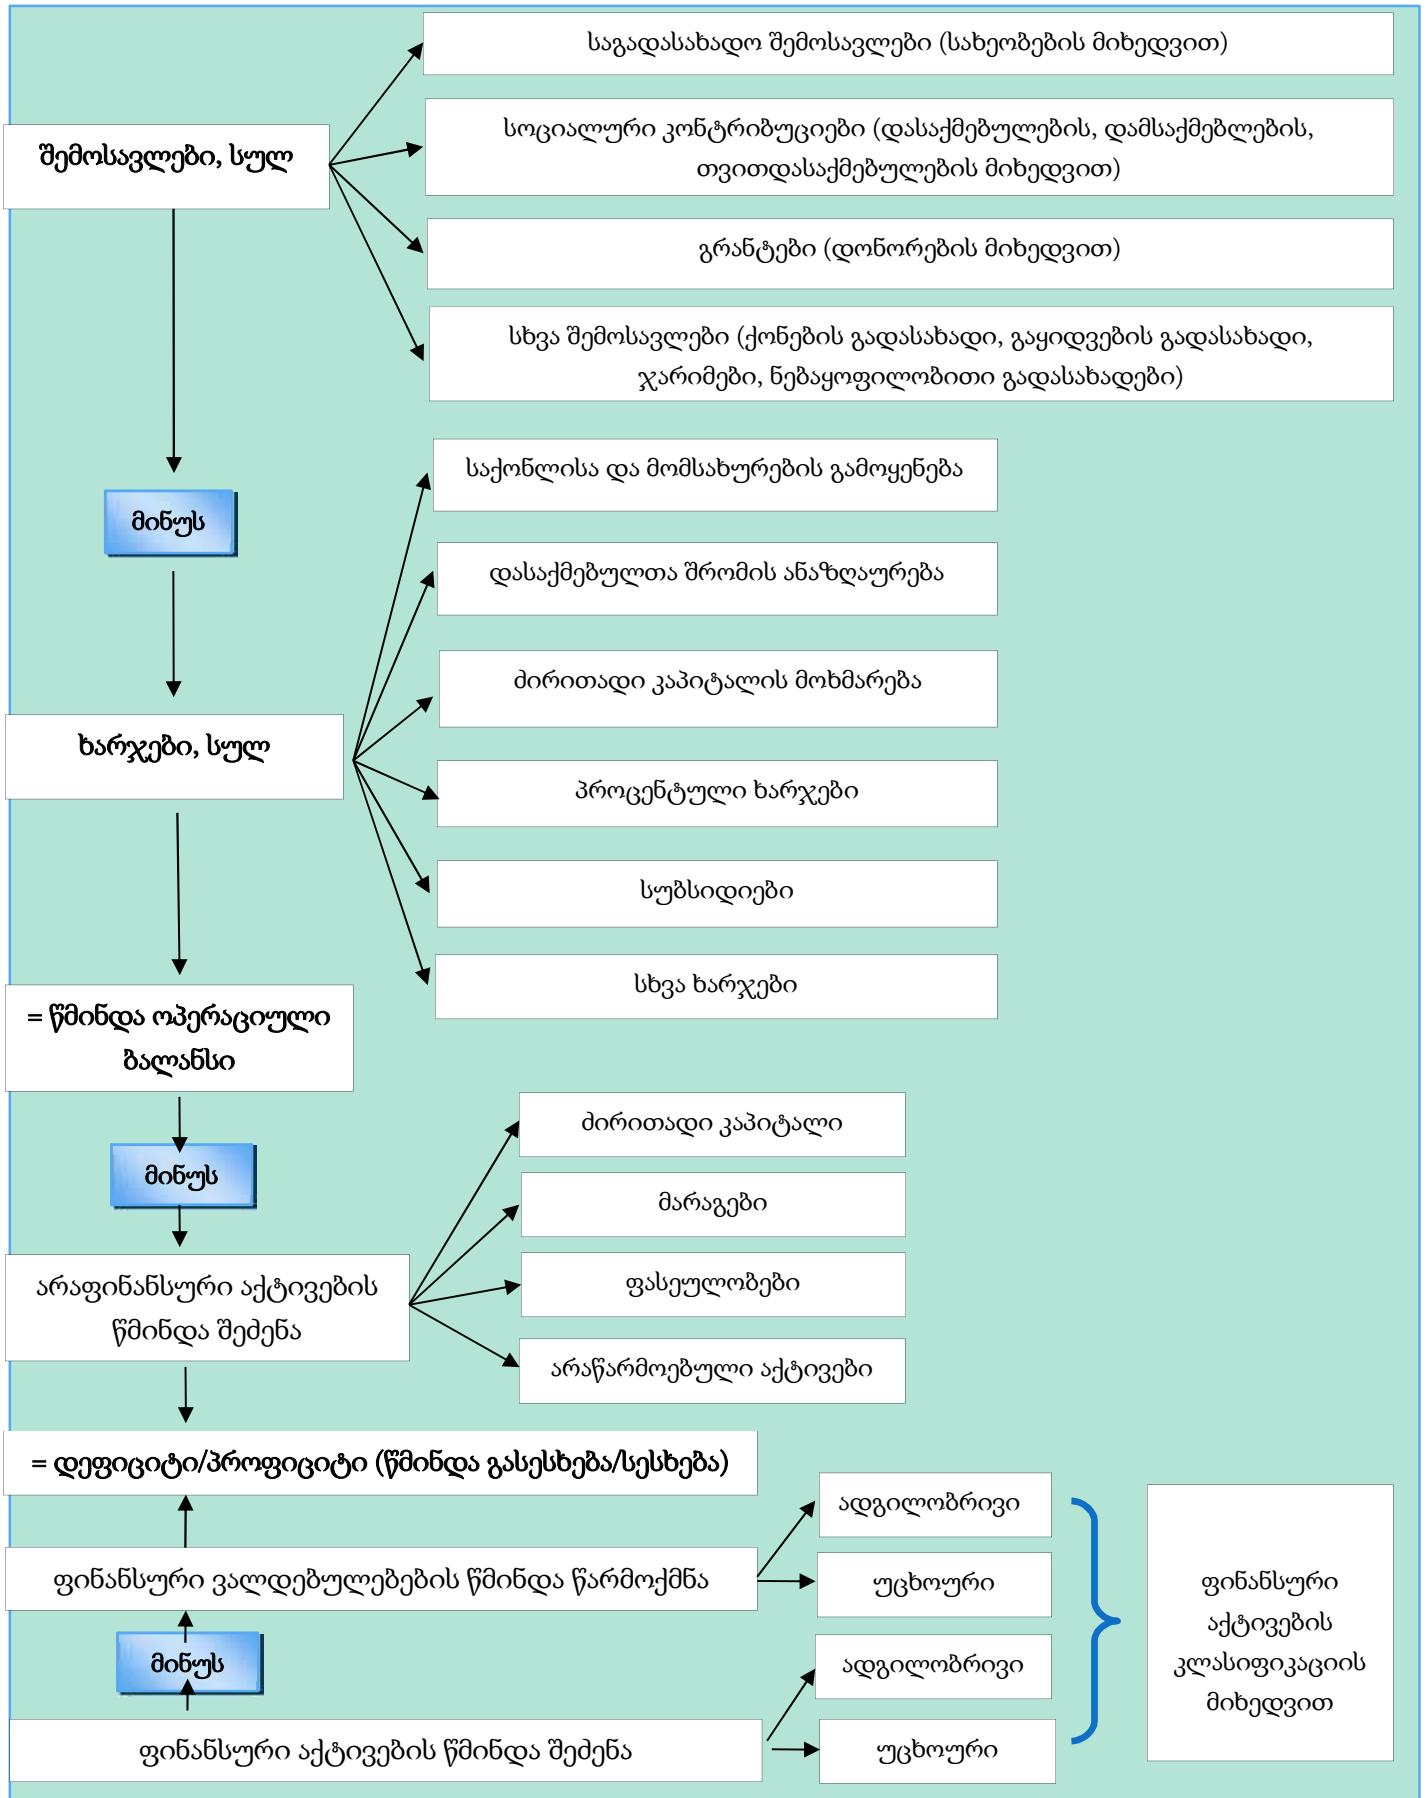 საგადასახადო შემოსავლები (სახეობების მიხედვით)
შემოსავლები, სულ
სოციალური კონტრიბუციები (დასაქმებულების, დამსაქმებლების,
თვითდასაქმებულების მიხედვით)
გრანტები (დონორების მიხედვით)
სხვა შემოსავლები (ქონების გადასახადი, გაყიდვების გადასახადი,
ჯარიმები, ნებაყოფილობითი გადასახადები)
მინუს
საქონლისა და მომსახურების გამოყენება
დასაქმებულთა შრომის ანაზღაურება
ძირითადი კაპიტალის მოხმარება
ხარჯები, სულ
პროცენტული ხარჯები
სუბსიდიები
სხვა ხარჯები
= წმინდა ოპერაციული
ბალანსი
მინუს
ძირითადი კაპიტალი
მარაგები
ფასეულობები
არაწარმოებული აქტივები
არაფინანსური აქტივების
წმინდა შეძენა
= დეფიციტი/პროფიციტი (წმინდა გასესხება/სესხება)
ფინანსური ვალდებულებების წმინდა წარმოქმნა
ადგილობრივი
უცხოური
მინუს
ფინანსური აქტივების წმინდა შეძენა
ადგილობრივი
უცხოური
ფინანსური
აქტივების
კლასიფიკაციის
მიხედვით